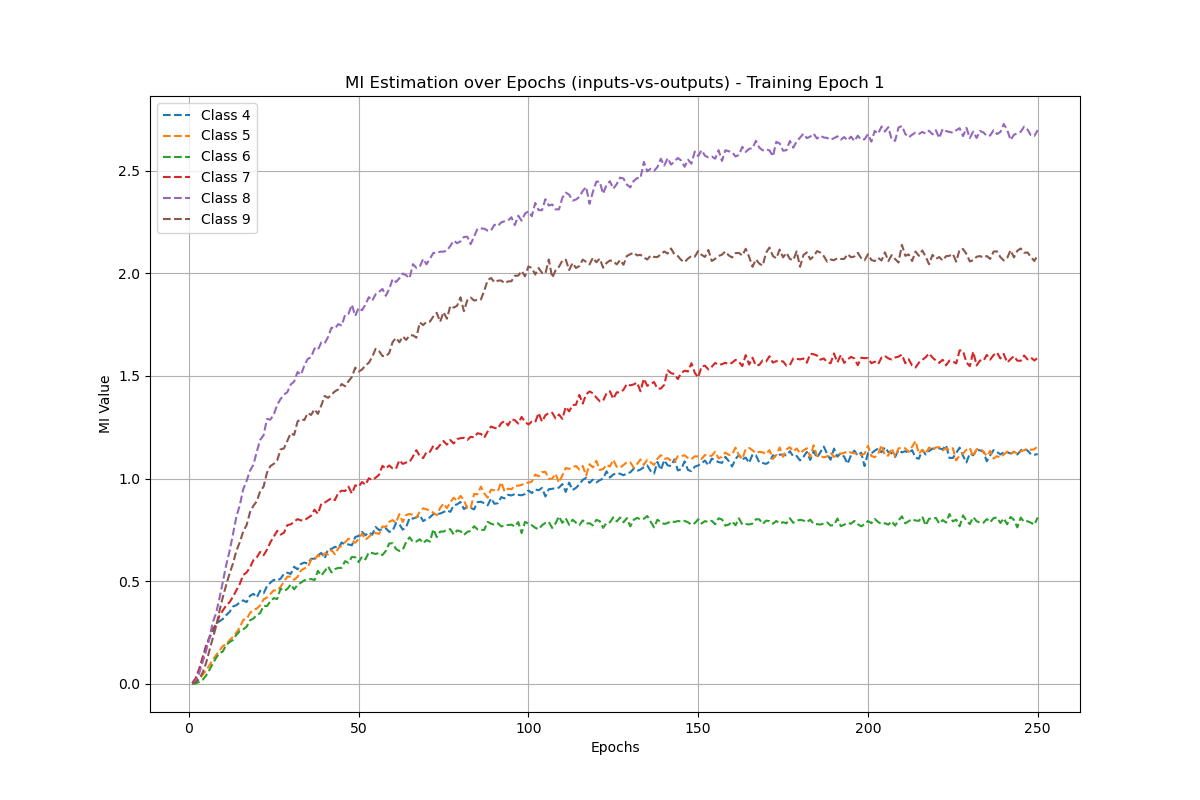 MI Estimation over Epochs (inputs-vs-outputs) - Training Epoch 1
Class 4
Class 5
Class 6
Class 7
Class 8
Class 9
MI Value
2.5
2.0
1.5
1.0
0.5
0.0
0 50 100 150 200 250
Epochs